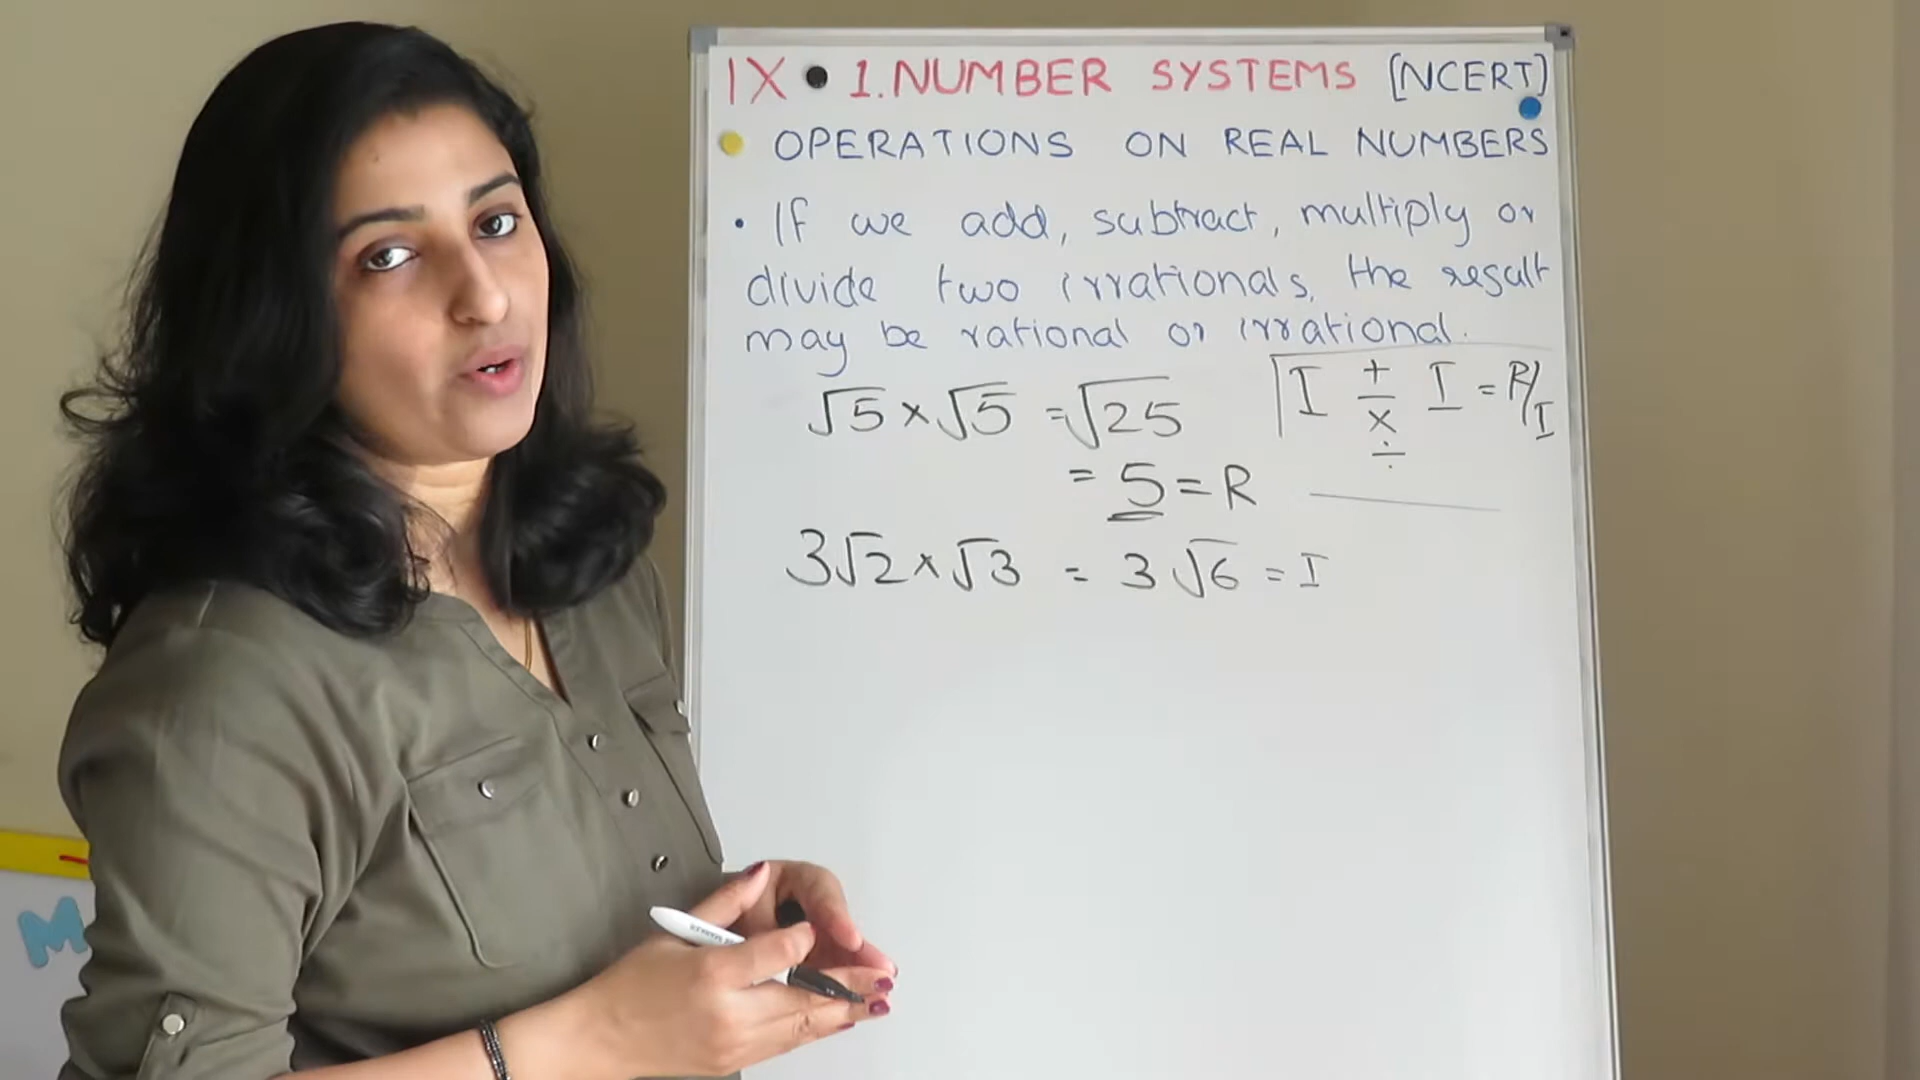 IX • 1. NUMBER SYSTEMS [NCERT]
OPERATIONS ON REAL NUMBERS
• If we add, subtract, multiply or
divide two irrationals, the result
may be rational or irrational.
√5 × √5 = √25
= 5 = R
3√2 × √3 = 3√6 = I
I + I = R/I
−
×
÷
M